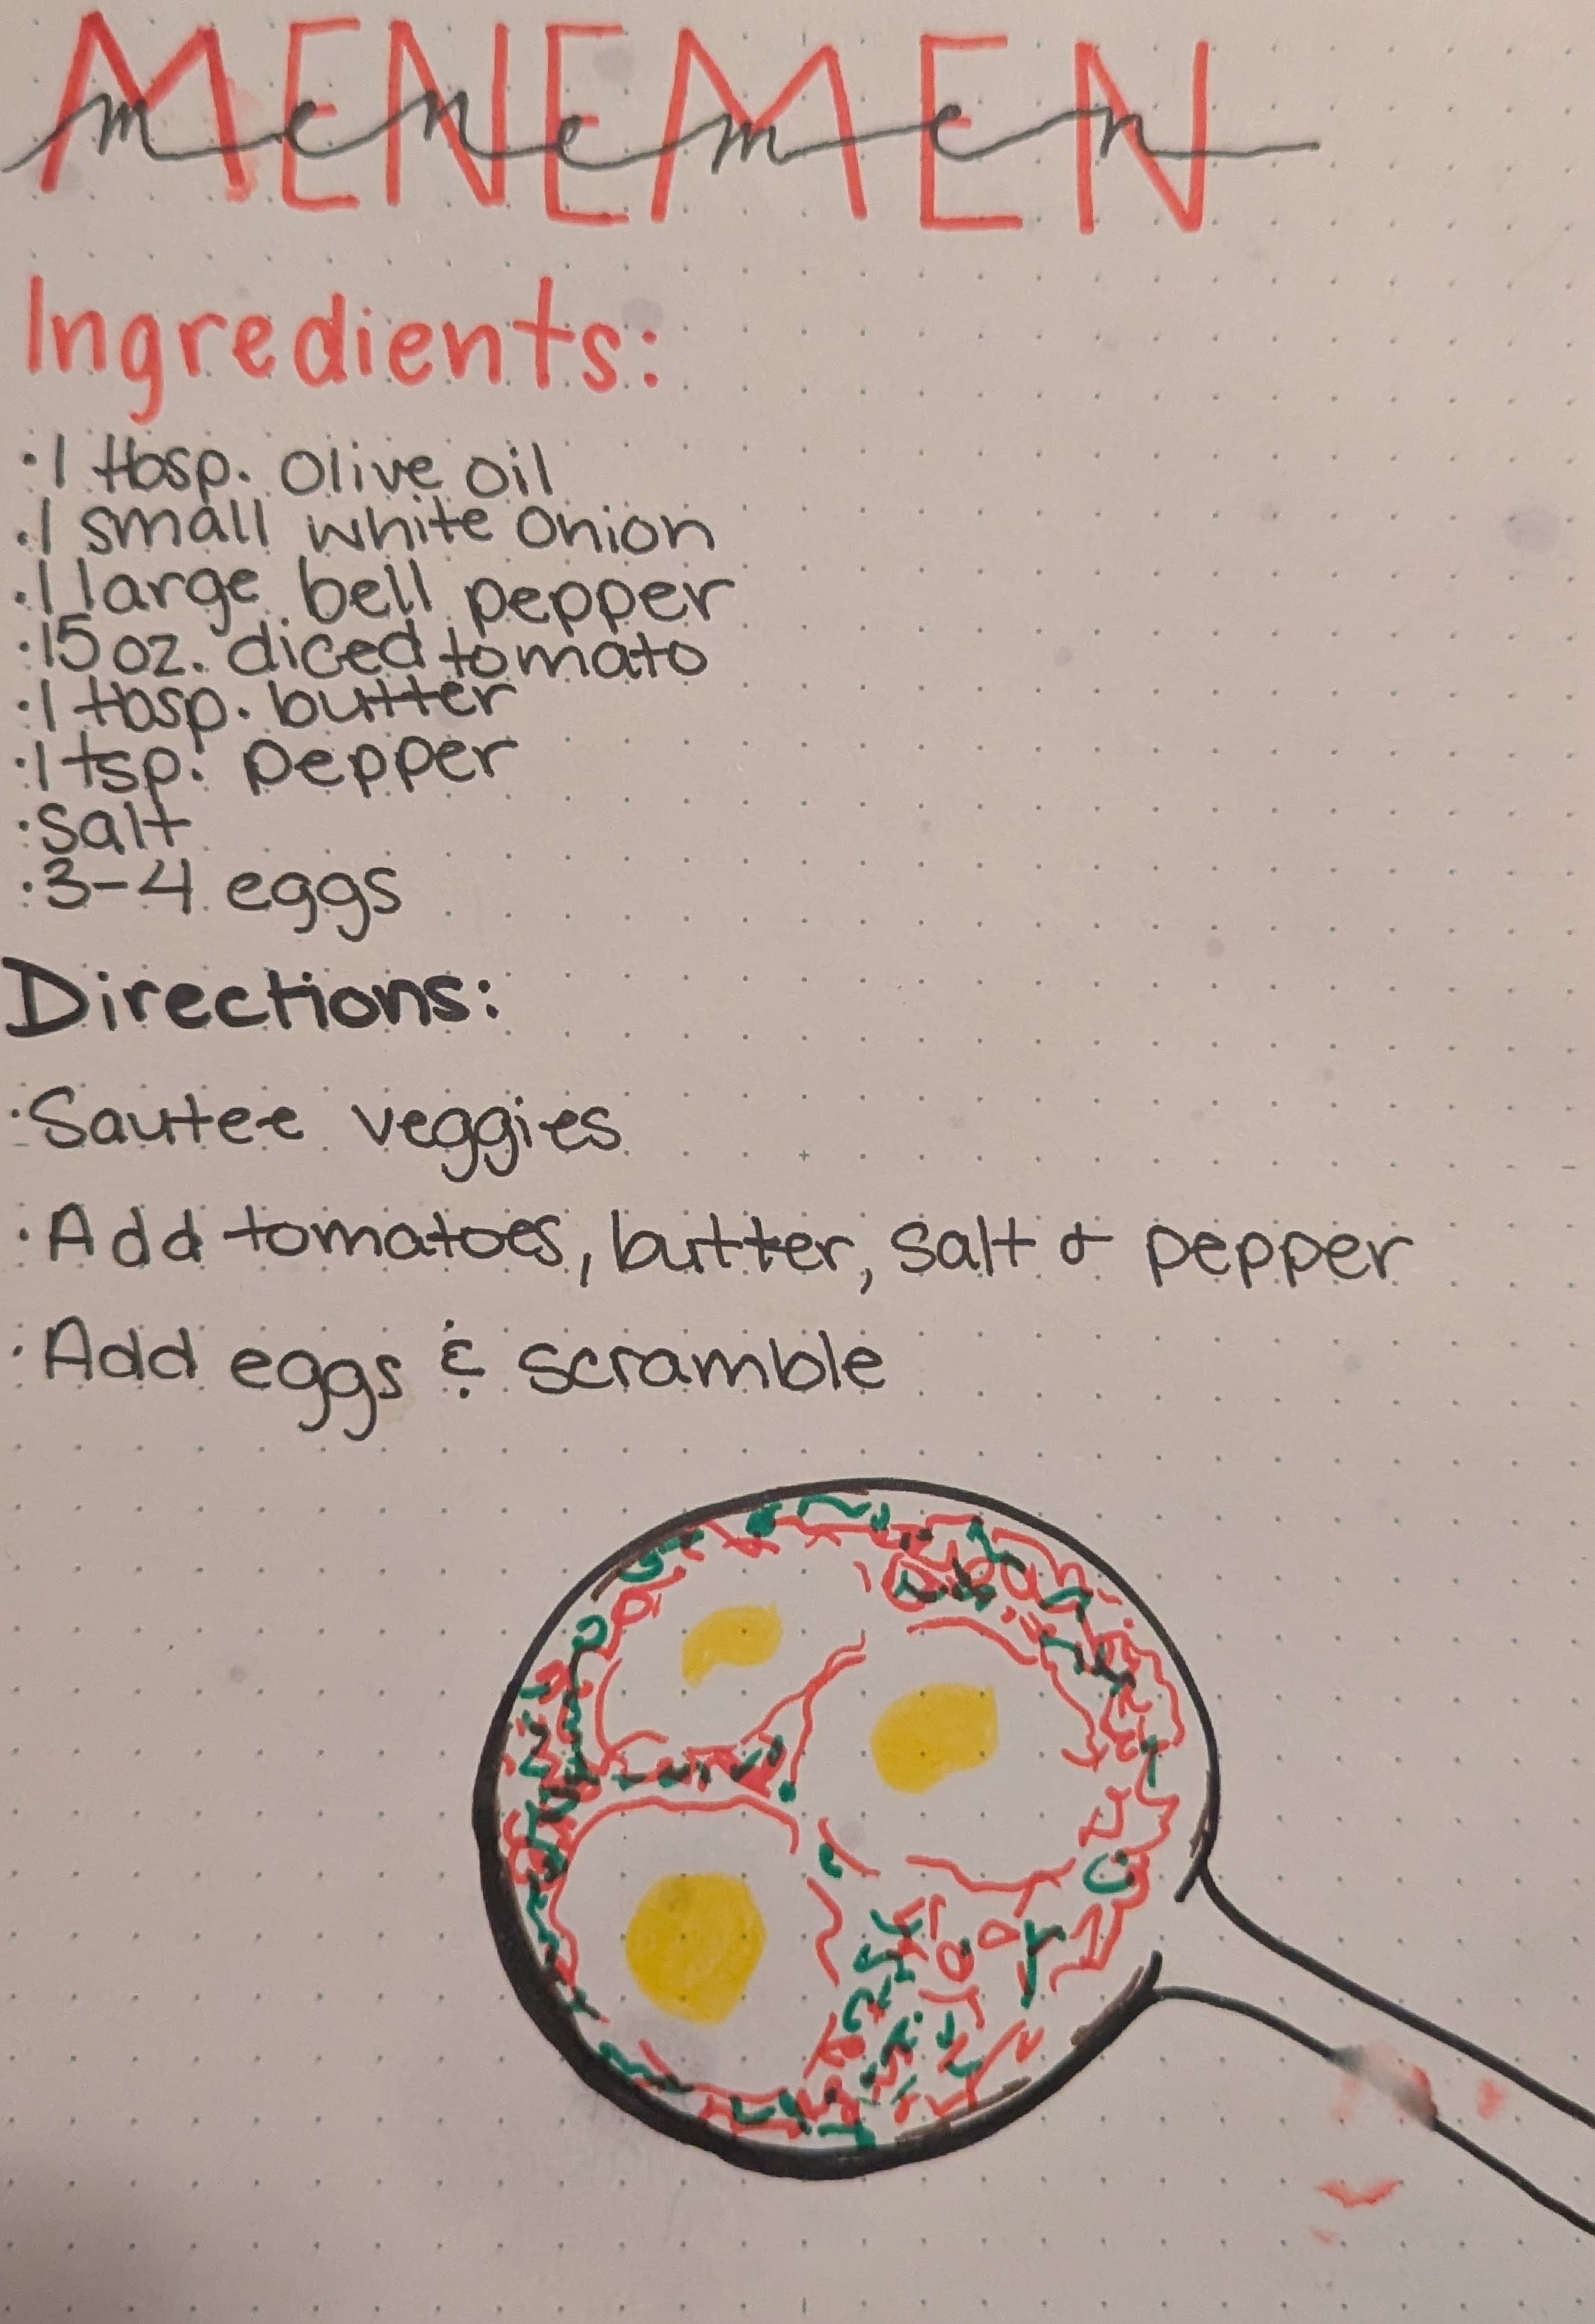 MENEMEN
menemen
Ingredients:
·1 tbsp. olive oil
·1 small white onion
·1 large bell pepper
·15 oz. diced tomato
·1 tbsp. butter
·1 tsp. pepper
·salt
·3-4 eggs
Directions:
·Sautee veggies
·Add tomatoes, butter, salt & pepper
·Add eggs & scramble